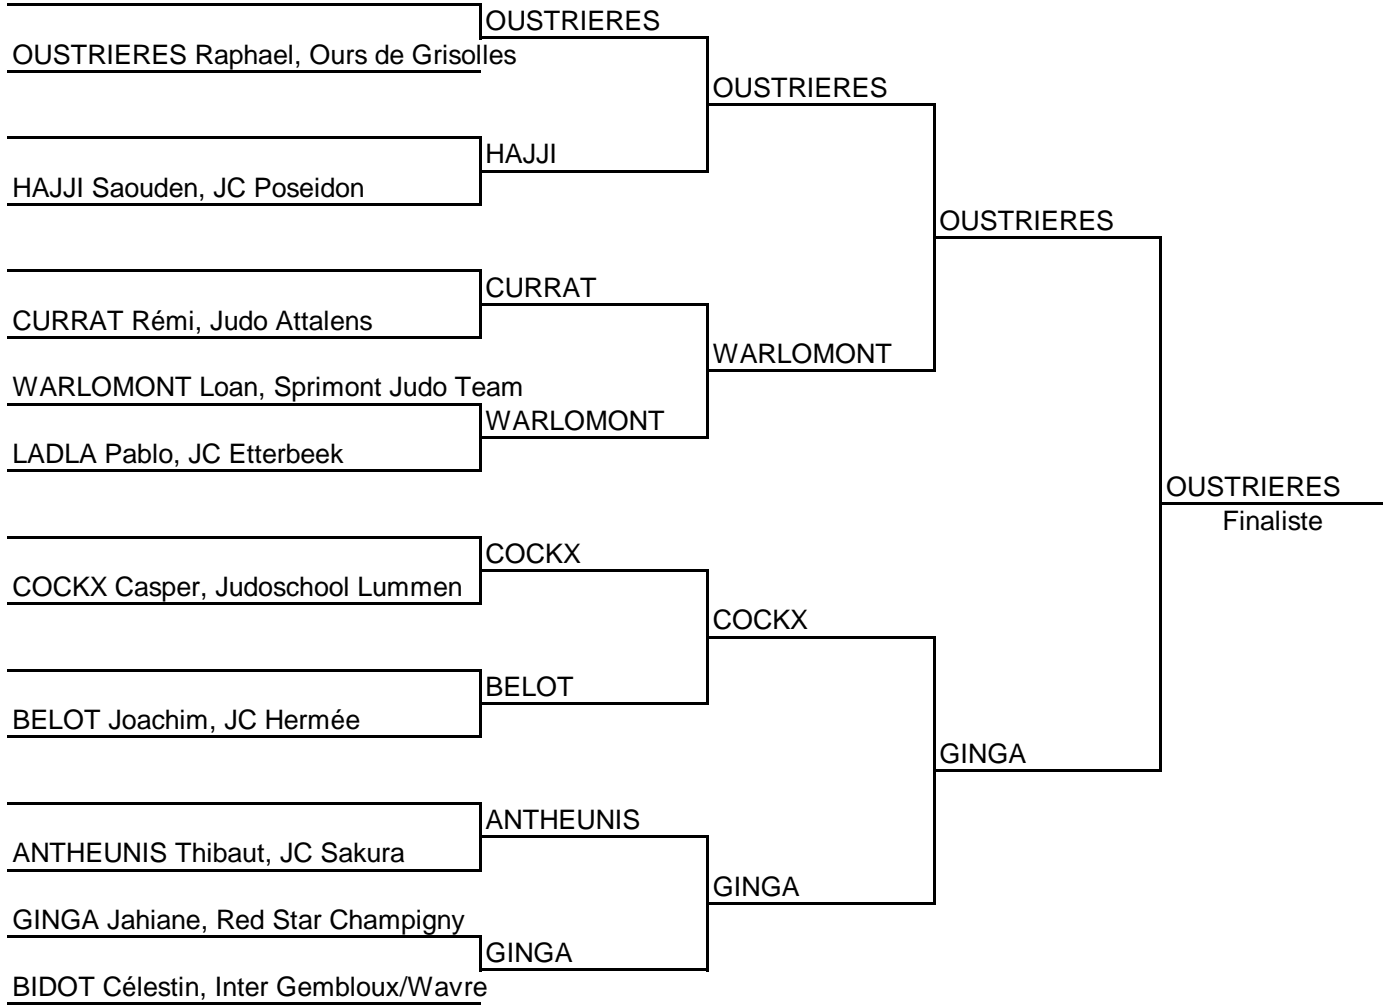 OUSTRIERES
OUSTRIERES Raphael, Ours de Grisolles
OUSTRIERES
HAJJI
HAJJI Saouden, JC Poseidon
OUSTRIERES
CURRAT
CURRAT Rémi, Judo Attalens
WARLOMONT
WARLOMONT Loan, Sprimont Judo Team
WARLOMONT
LADLA Pablo, JC Etterbeek
OUSTRIERES
Finaliste
COCKX
COCKX Casper, Judoschool Lummen
COCKX
BELOT
BELOT Joachim, JC Hermée
GINGA
ANTHEUNIS
ANTHEUNIS Thibaut, JC Sakura
GINGA
GINGA Jahiane, Red Star Champigny
GINGA
BIDOT Célestin, Inter Gembloux/Wavre